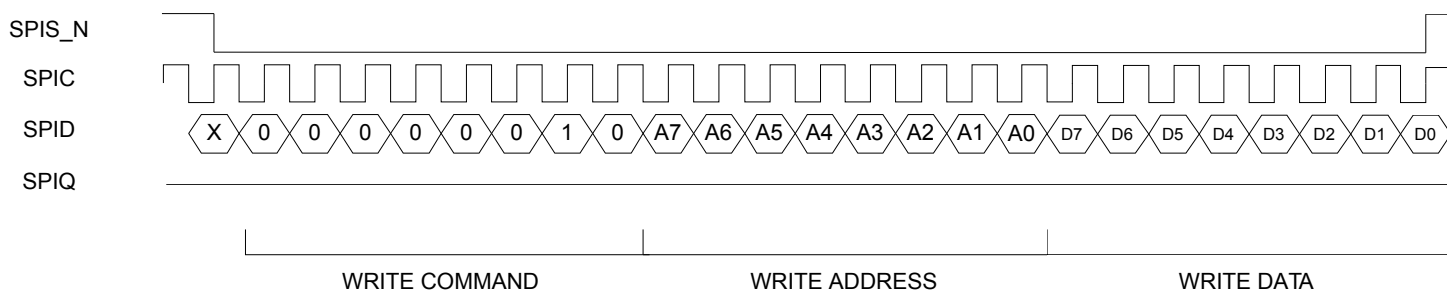 SPIS_N
SPIC
SPID X 0 0 0 0 0 0 1 0 A7 A6 A5 A4 A3 A2 A1 A0 D7 D6 D5 D4 D3 D2 D1 D0
SPIQ
WRITE COMMAND WRITE ADDRESS WRITE DATA